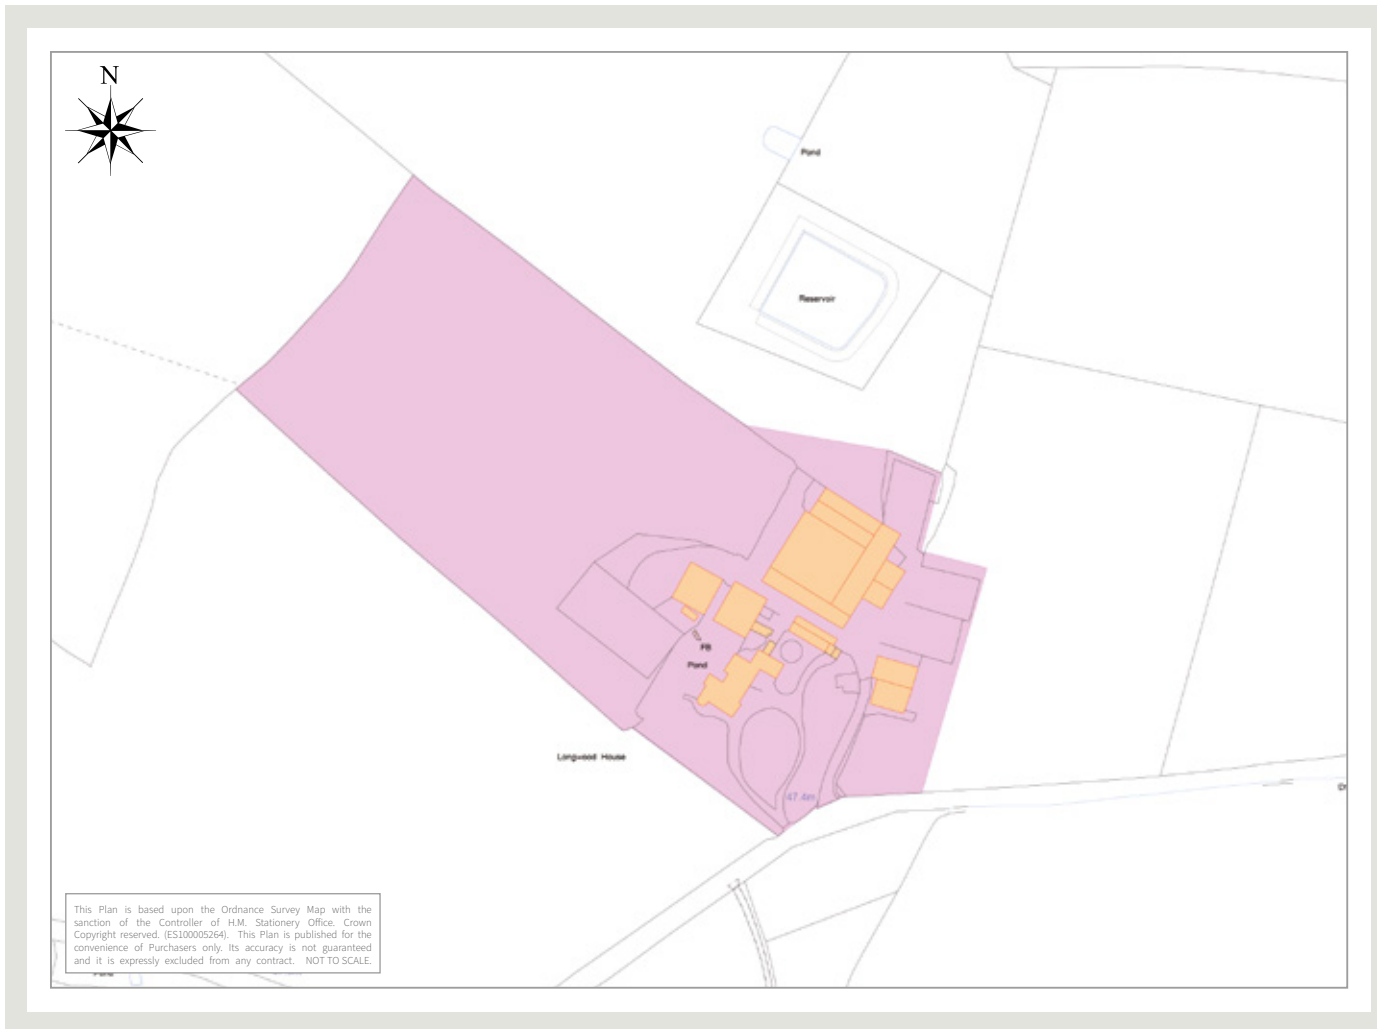 N
Pond
Reservoir
FB
Pond
Longwood House
47.4m
This Plan is based upon the Ordnance Survey Map with the
sanction of the Controller of H.M. Stationery Office. Crown
Copyright reserved. (ES100005264). This Plan is published for the
convenience of Purchasers only. Its accuracy is not guaranteed
and it is expressly excluded from any contract. NOT TO SCALE.